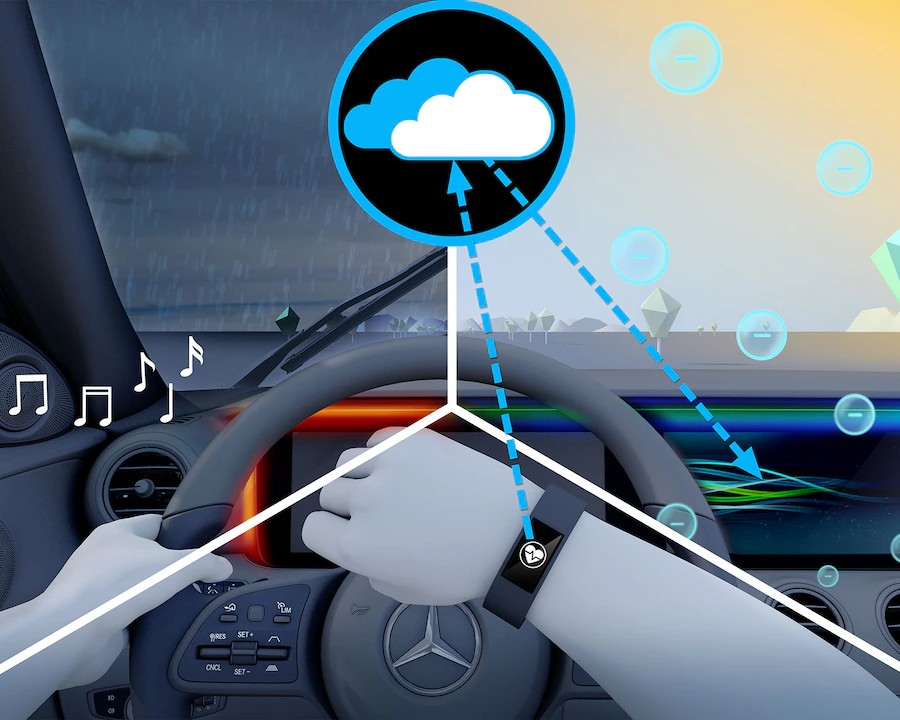 LIM
RES
SET+
CNCL
SET-